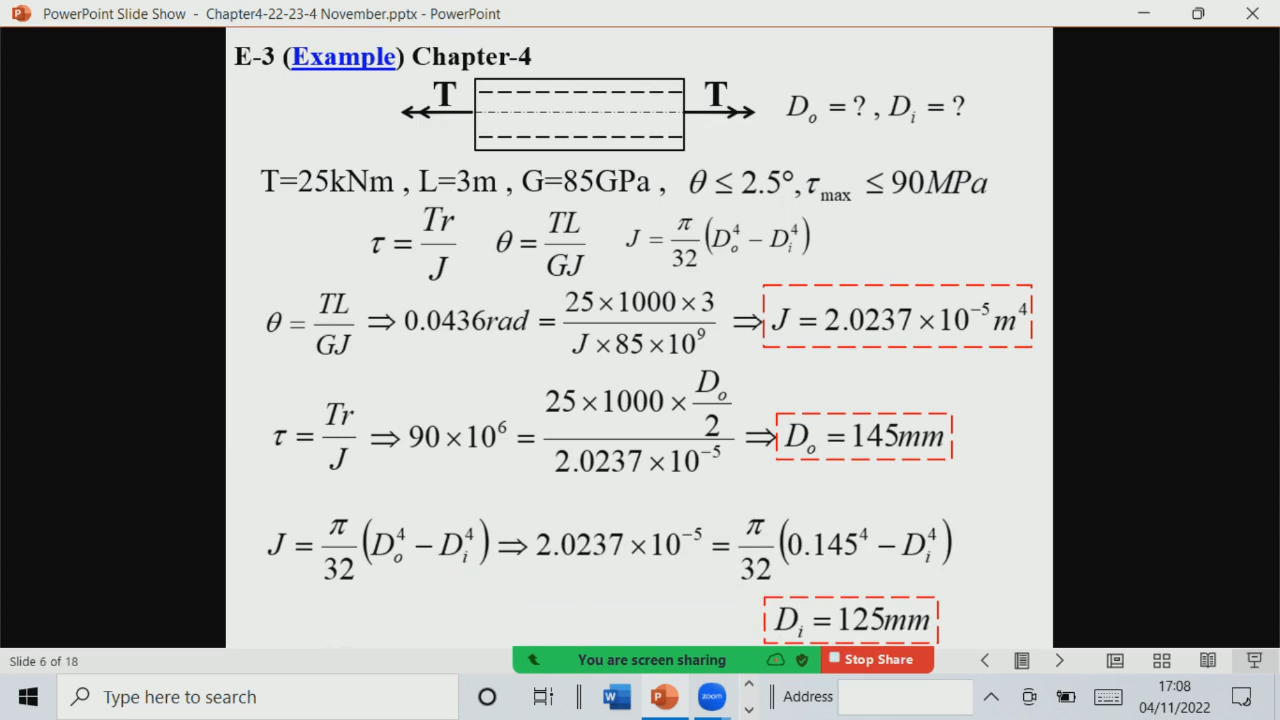 PowerPoint Slide Show - Chapter4-22-23-4 November.pptx - PowerPoint
E-3 (Example) Chapter-4
T T D_o = ? , D_i = ?
T=25kNm , L=3m , G=85GPa , θ ≤ 2.5°, τ_max ≤ 90MPa
τ = Tr/J θ = TL/GJ J = π/32 (D_o^4 − D_i^4)
θ = TL/GJ ⇒ 0.0436rad = (25×1000×3)/(J×85×10^9) ⇒ J = 2.0237×10^−5 m^4
τ = Tr/J ⇒ 90×10^6 = (25×1000×D_o/2)/(2.0237×10^−5) ⇒ D_o = 145mm
J = π/32 (D_o^4 − D_i^4) ⇒ 2.0237×10^−5 = π/32 (0.145^4 − D_i^4)
D_i = 125mm
Slide 6 of 18 You are screen sharing Stop Share
Type here to search W P zoom Address 17:08
04/11/2022